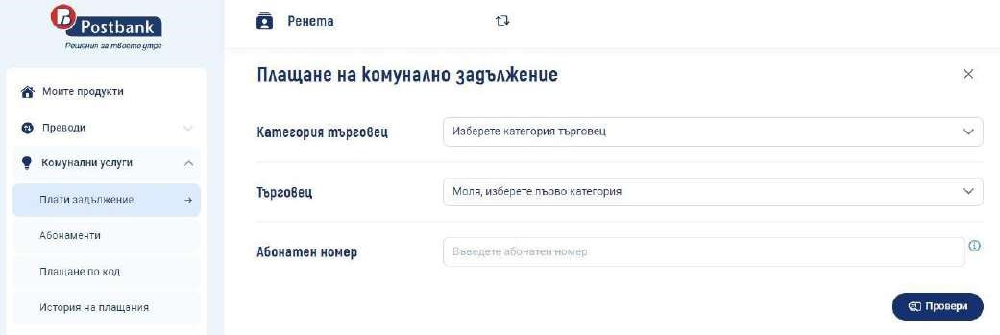 Postbank
Решения за твоето утре
Моите продукти
Преводи
Комунални услуги
Плати задължение
Абонаменти
Плащане по код
История на плащания
Ренета
Плащане на комунално задължение
Категория търговец
Изберете категория търговец
Търговец
Моля, изберете първо категория
Абонатен номер
Въведете абонатен номер
Провери